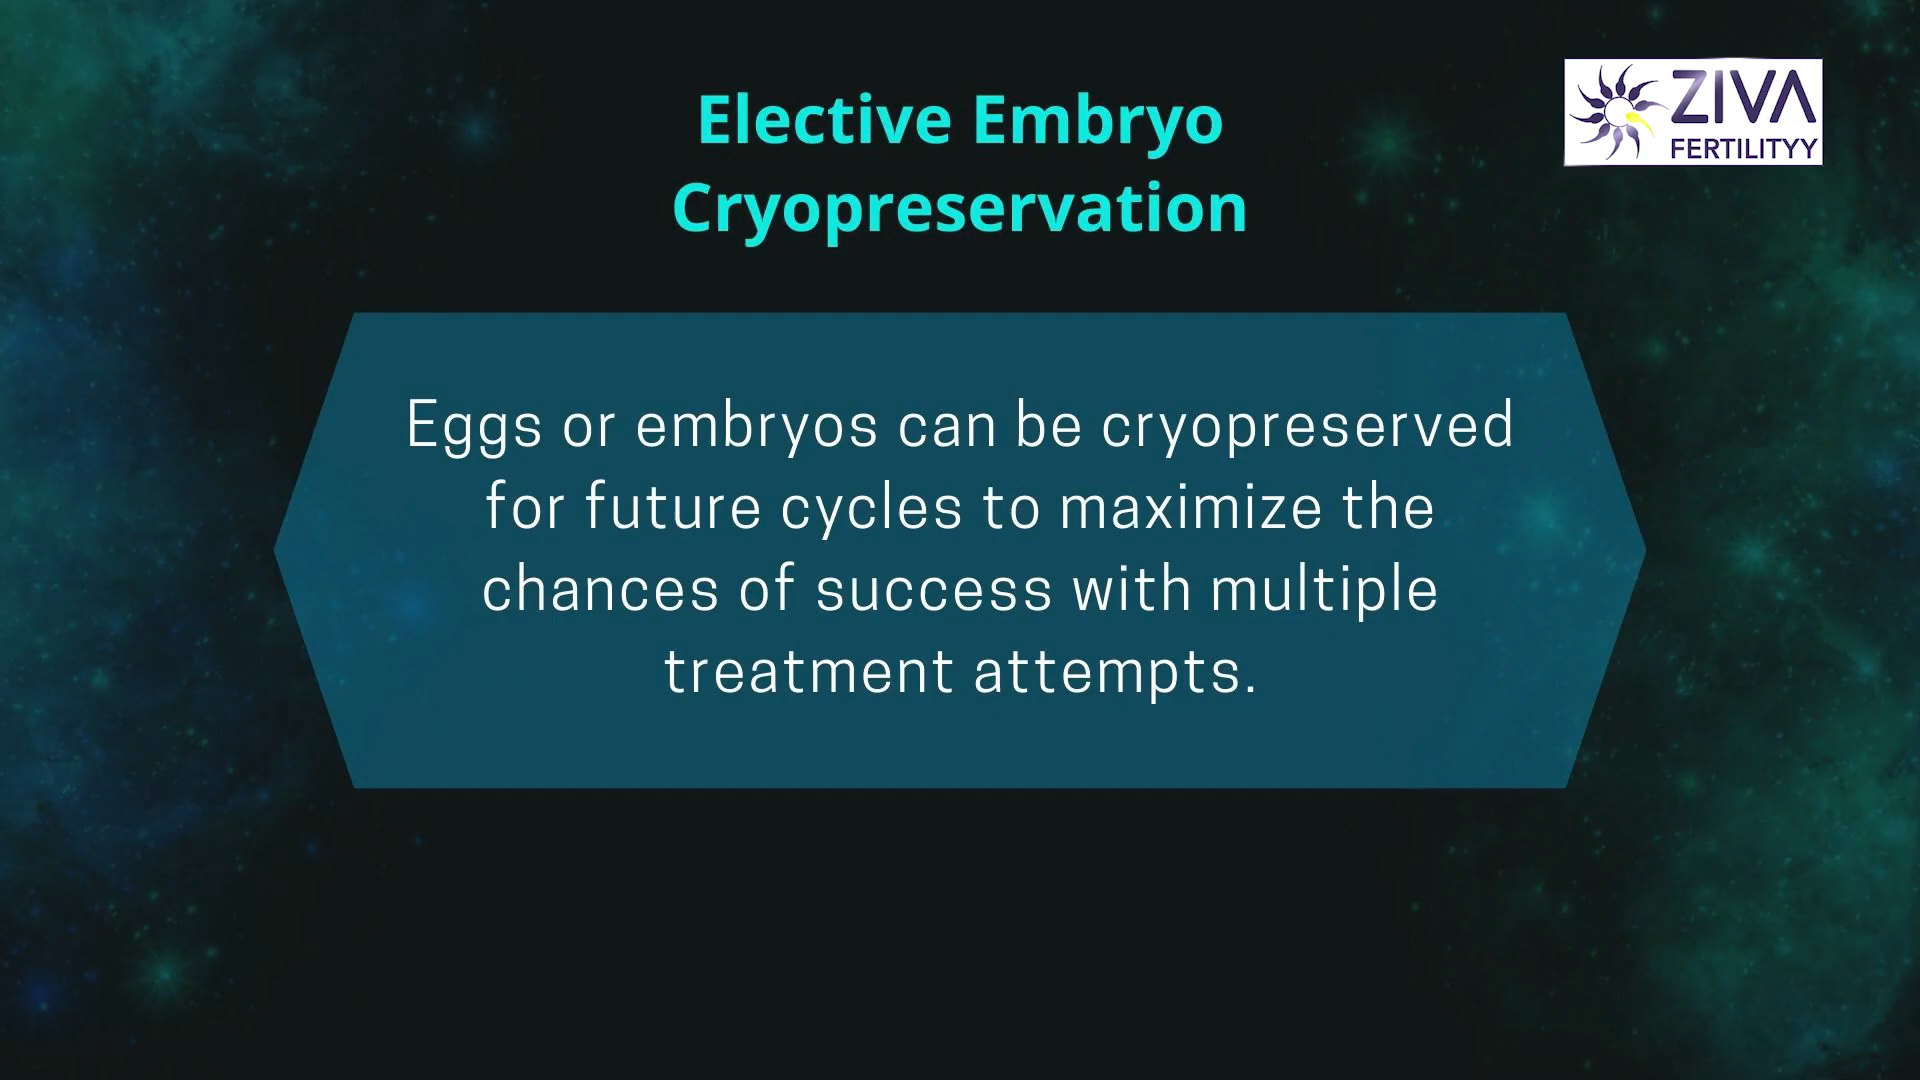 Elective Embryo
Cryopreservation
ZIVA
FERTILITYY
Eggs or embryos can be cryopreserved
for future cycles to maximize the
chances of success with multiple
treatment attempts.